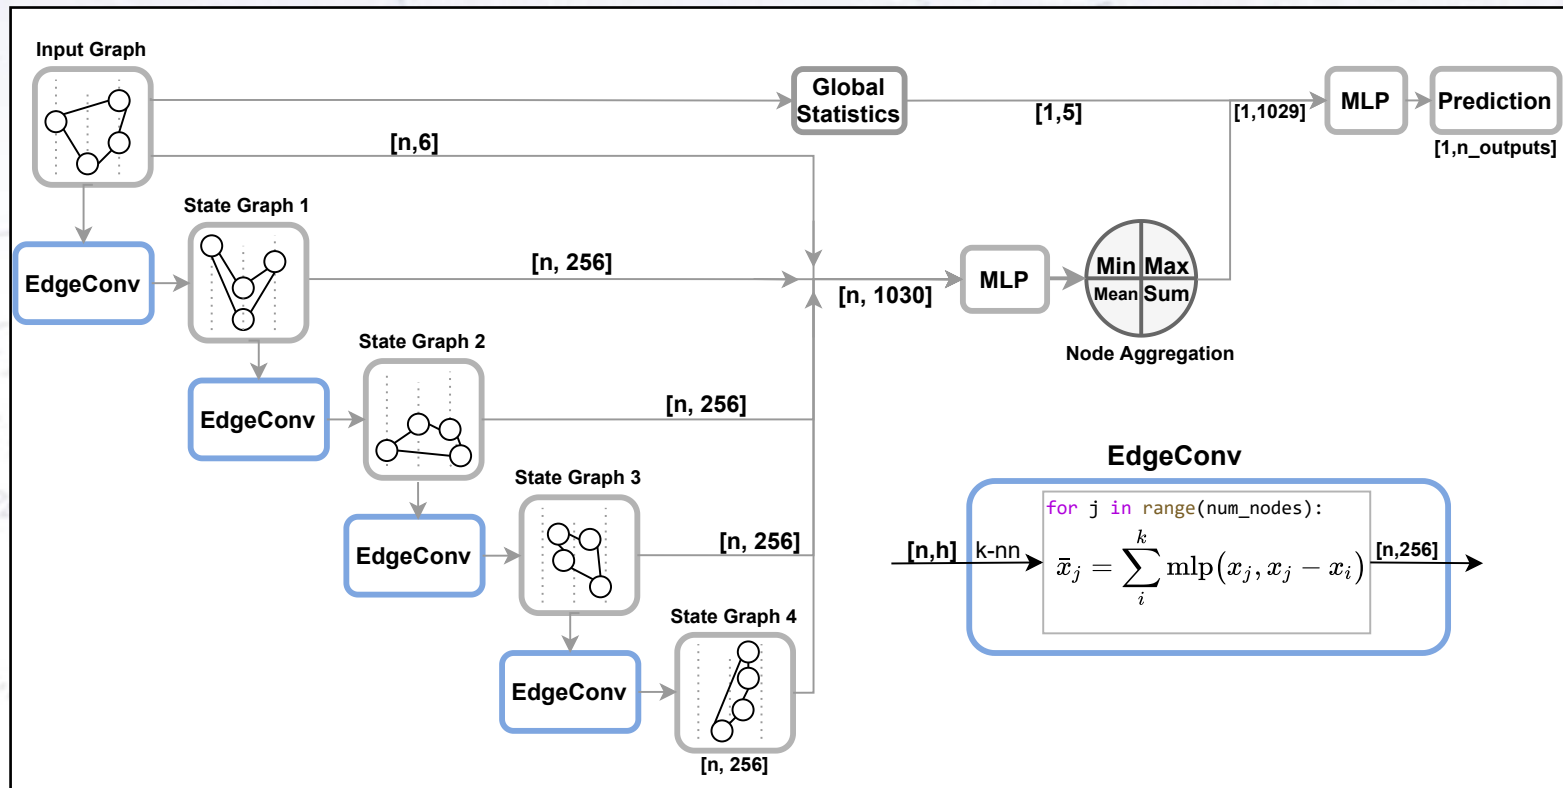 Input Graph
Global
Statistics
[1,5]
[1,1029]
MLP
Prediction
[1,n_outputs]
[n,6]
State Graph 1
EdgeConv
[n, 256]
[n, 1030]
MLP
Min
Max
Mean
Sum
Node Aggregation
State Graph 2
EdgeConv
[n, 256]
State Graph 3
EdgeConv
[n, 256]
State Graph 4
EdgeConv
[n, 256]
EdgeConv
for j in range(num_nodes):
[n,h]
k-nn
x̄_j = ∑_i^k mlp(x_j, x_j − x_i)
[n,256]